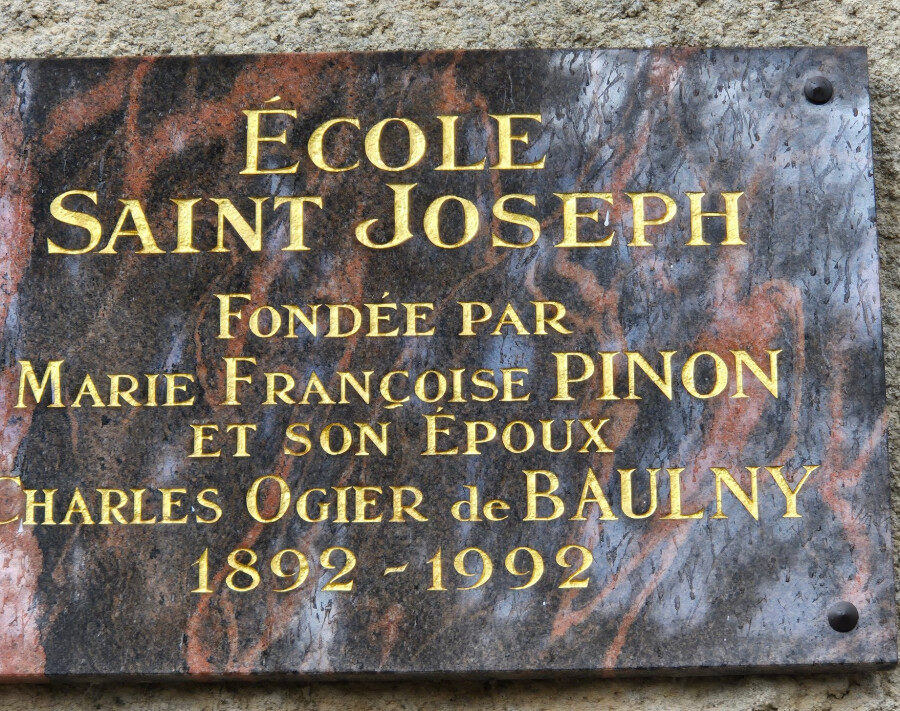 ÉCOLE
SAINT JOSEPH
FONDÉE PAR
MARIE FRANÇOISE PINON
ET SON ÉPOUX
CHARLES OGIER de BAULNY
1892 - 1992